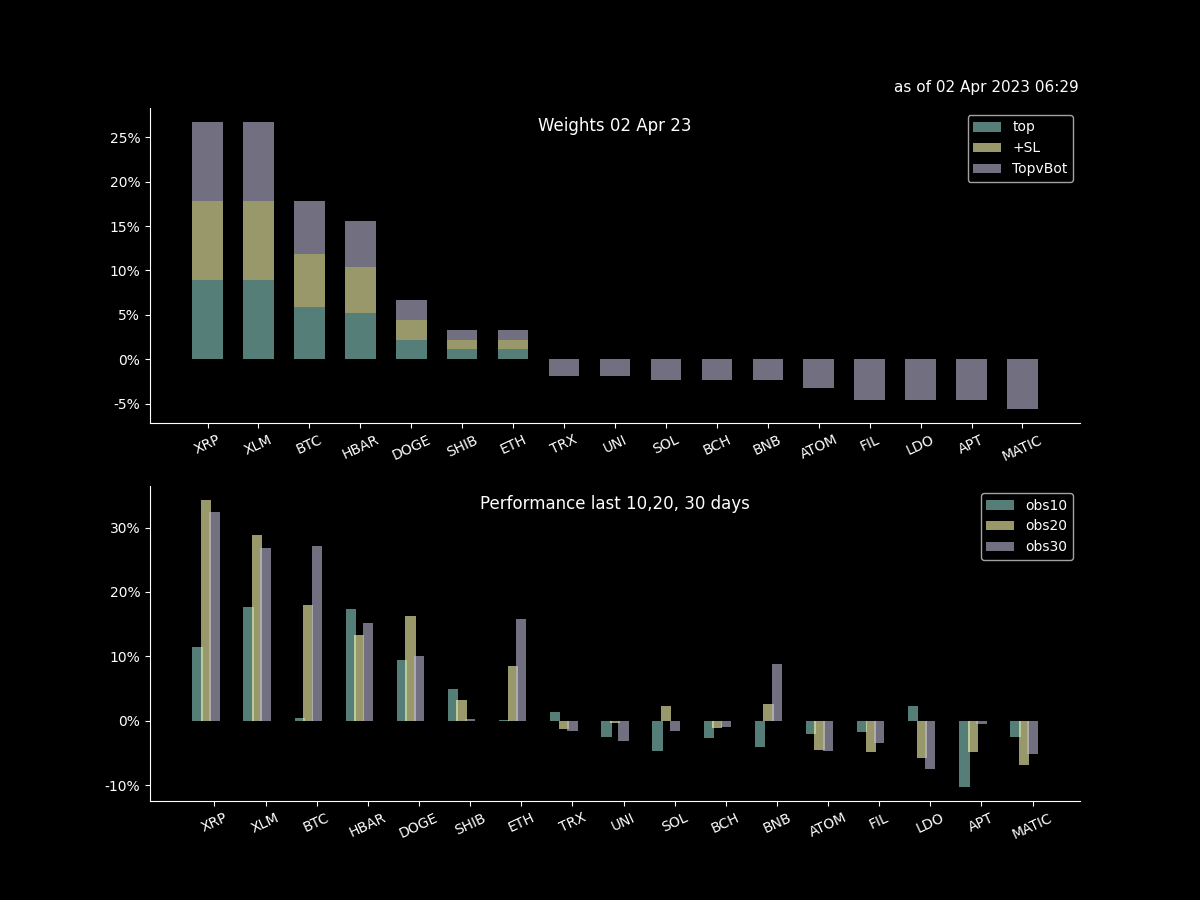 as of 02 Apr 2023 06:29
Weights 02 Apr 23
top
+SL
TopvBot
25%
20%
15%
10%
5%
0%
-5%
XRP XLM BTC HBAR DOGE SHIB ETH TRX UNI SOL BCH BNB ATOM FIL LDO APT MATIC
Performance last 10,20, 30 days
obs10
obs20
obs30
30%
20%
10%
0%
-10%
XRP XLM BTC HBAR DOGE SHIB ETH TRX UNI SOL BCH BNB ATOM FIL LDO APT MATIC